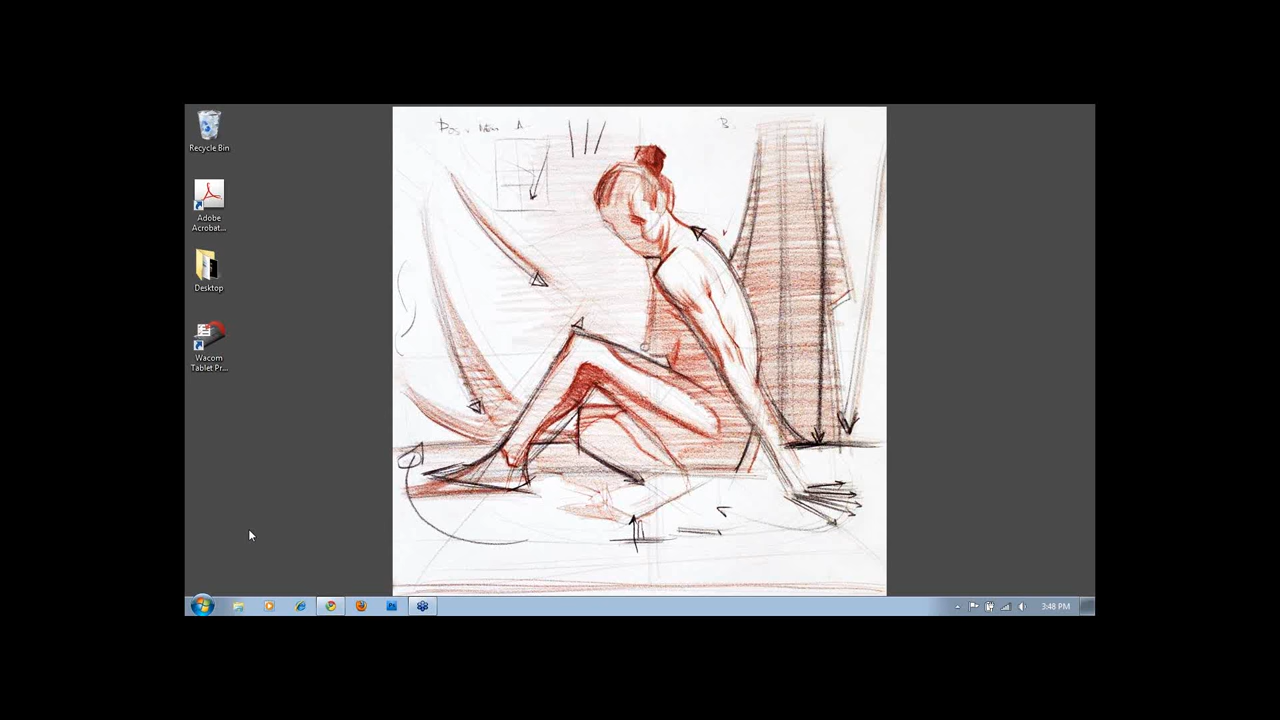 B.
Recycle Bin
Adobe
Acrobat...
Desktop
Wacom
Tablet Pr...
3:48 PM